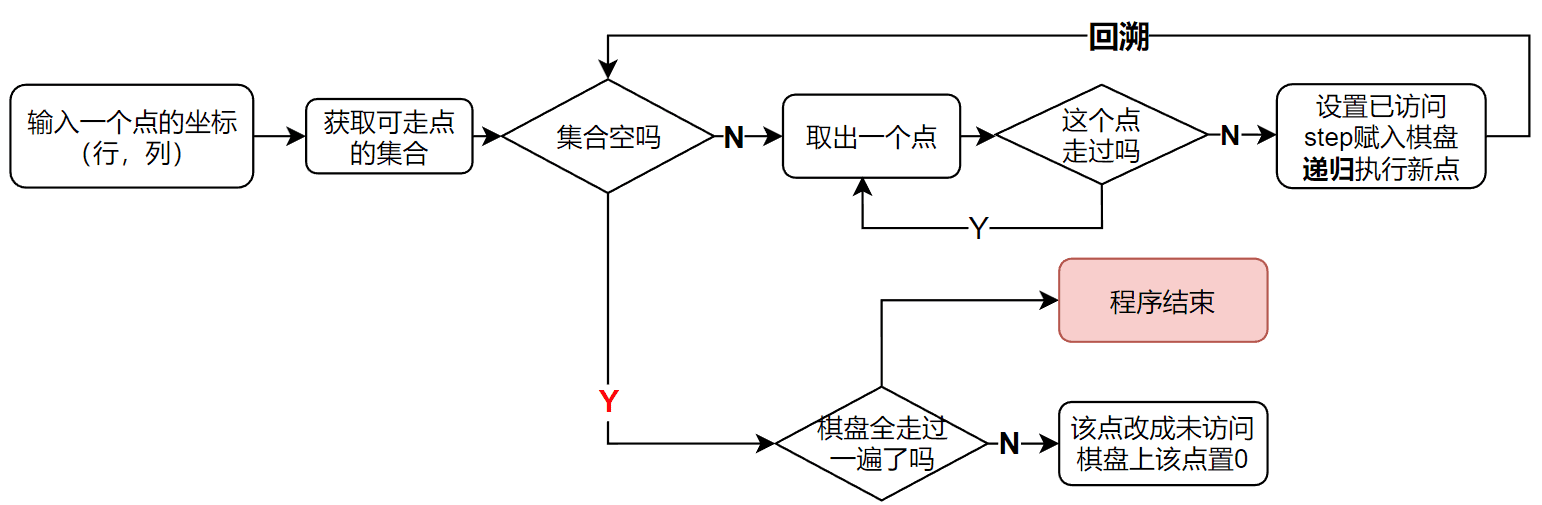 回溯
输入一个点的坐标
（行，列）
获取可走点
的集合
集合空吗
N
取出一个点
这个点
走过吗
N
设置已访问
step赋入棋盘
递归执行新点
Y
程序结束
Y
棋盘全走过
一遍了吗
N
该点改成未访问
棋盘上该点置0